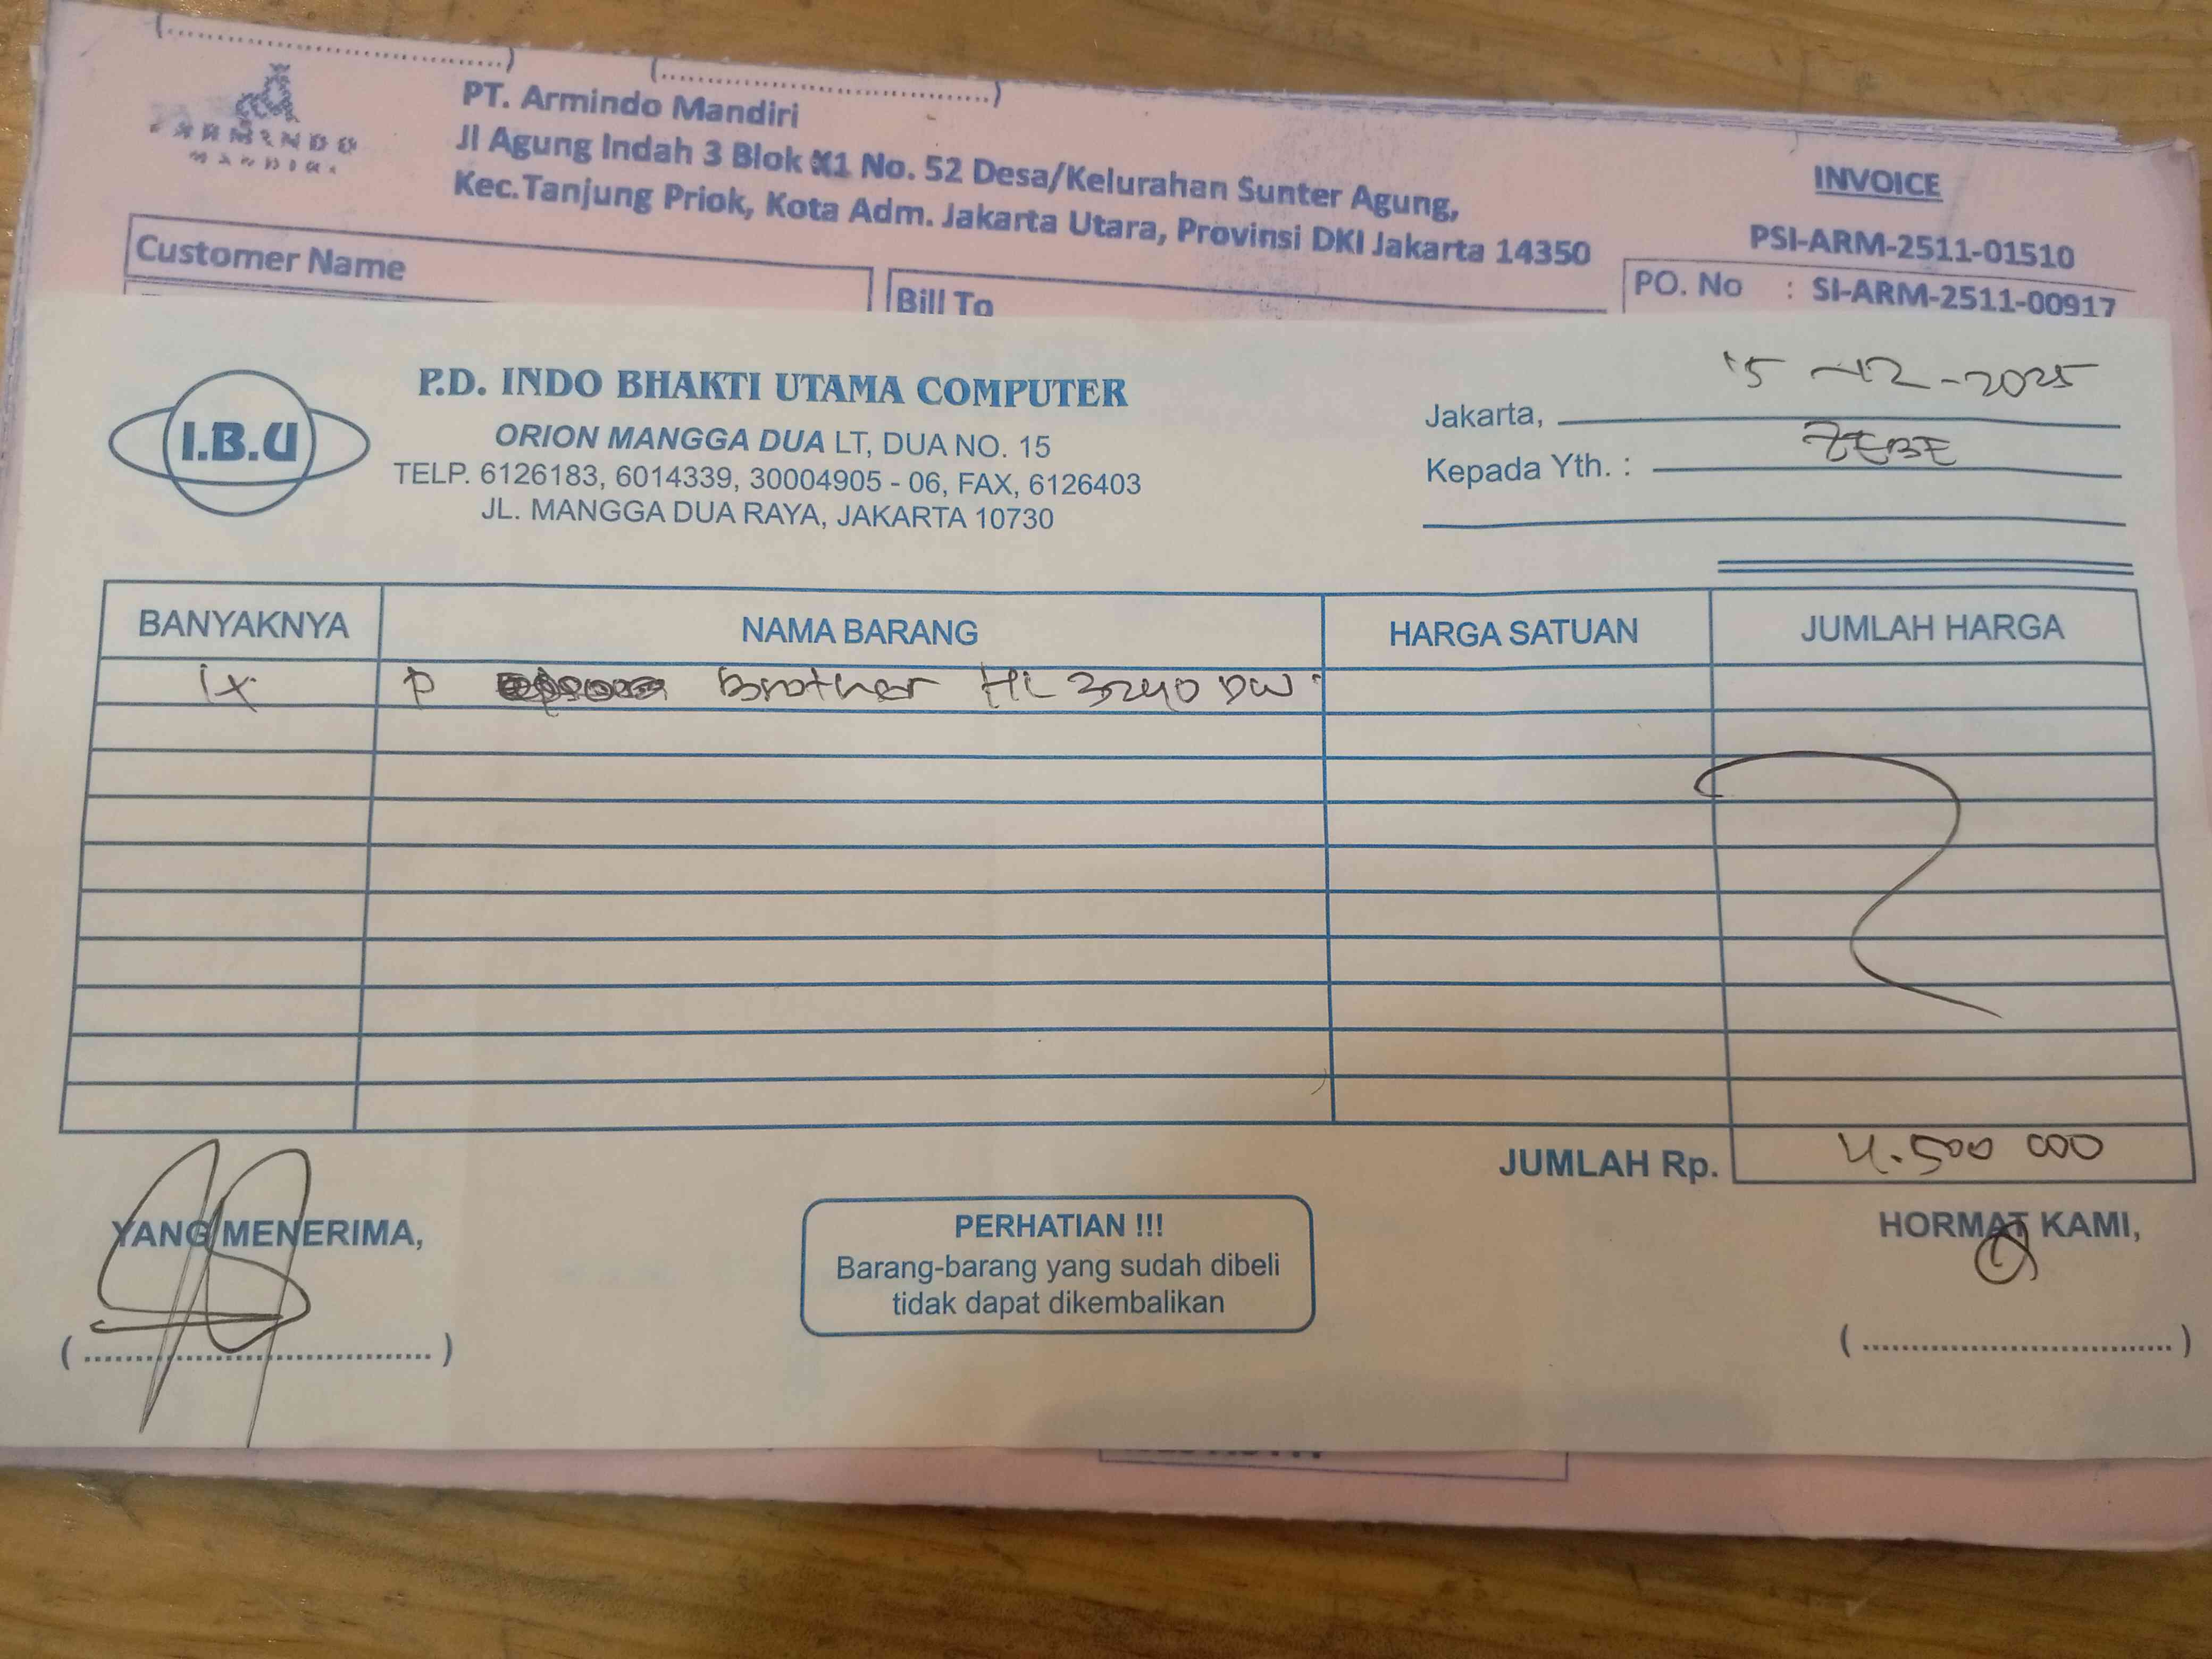 (..............................)
(..............................)
ARMINDO
MANDIRI
PT. Armindo Mandiri
Jl Agung Indah 3 Blok K1 No. 52 Desa/Kelurahan Sunter Agung,
Kec.Tanjung Priok, Kota Adm. Jakarta Utara, Provinsi DKI Jakarta 14350
INVOICE
PSI-ARM-2511-01510
Customer Name
Bill To
PO. No : SI-ARM-2511-00917
I.B.U
P.D. INDO BHAKTI UTAMA COMPUTER
ORION MANGGA DUA LT, DUA NO. 15
TELP. 6126183, 6014339, 30004905 - 06, FAX, 6126403
JL. MANGGA DUA RAYA, JAKARTA 10730
Jakarta, 15-12-2025
Kepada Yth. : ZEBE
BANYAKNYA NAMA BARANG HARGA SATUAN JUMLAH HARGA
1x P Brother HL 3240 DW
JUMLAH Rp. 4.500 000
YANG MENERIMA,
PERHATIAN !!!
Barang-barang yang sudah dibeli
tidak dapat dikembalikan
HORMAT KAMI,
(..............................)
(..............................)